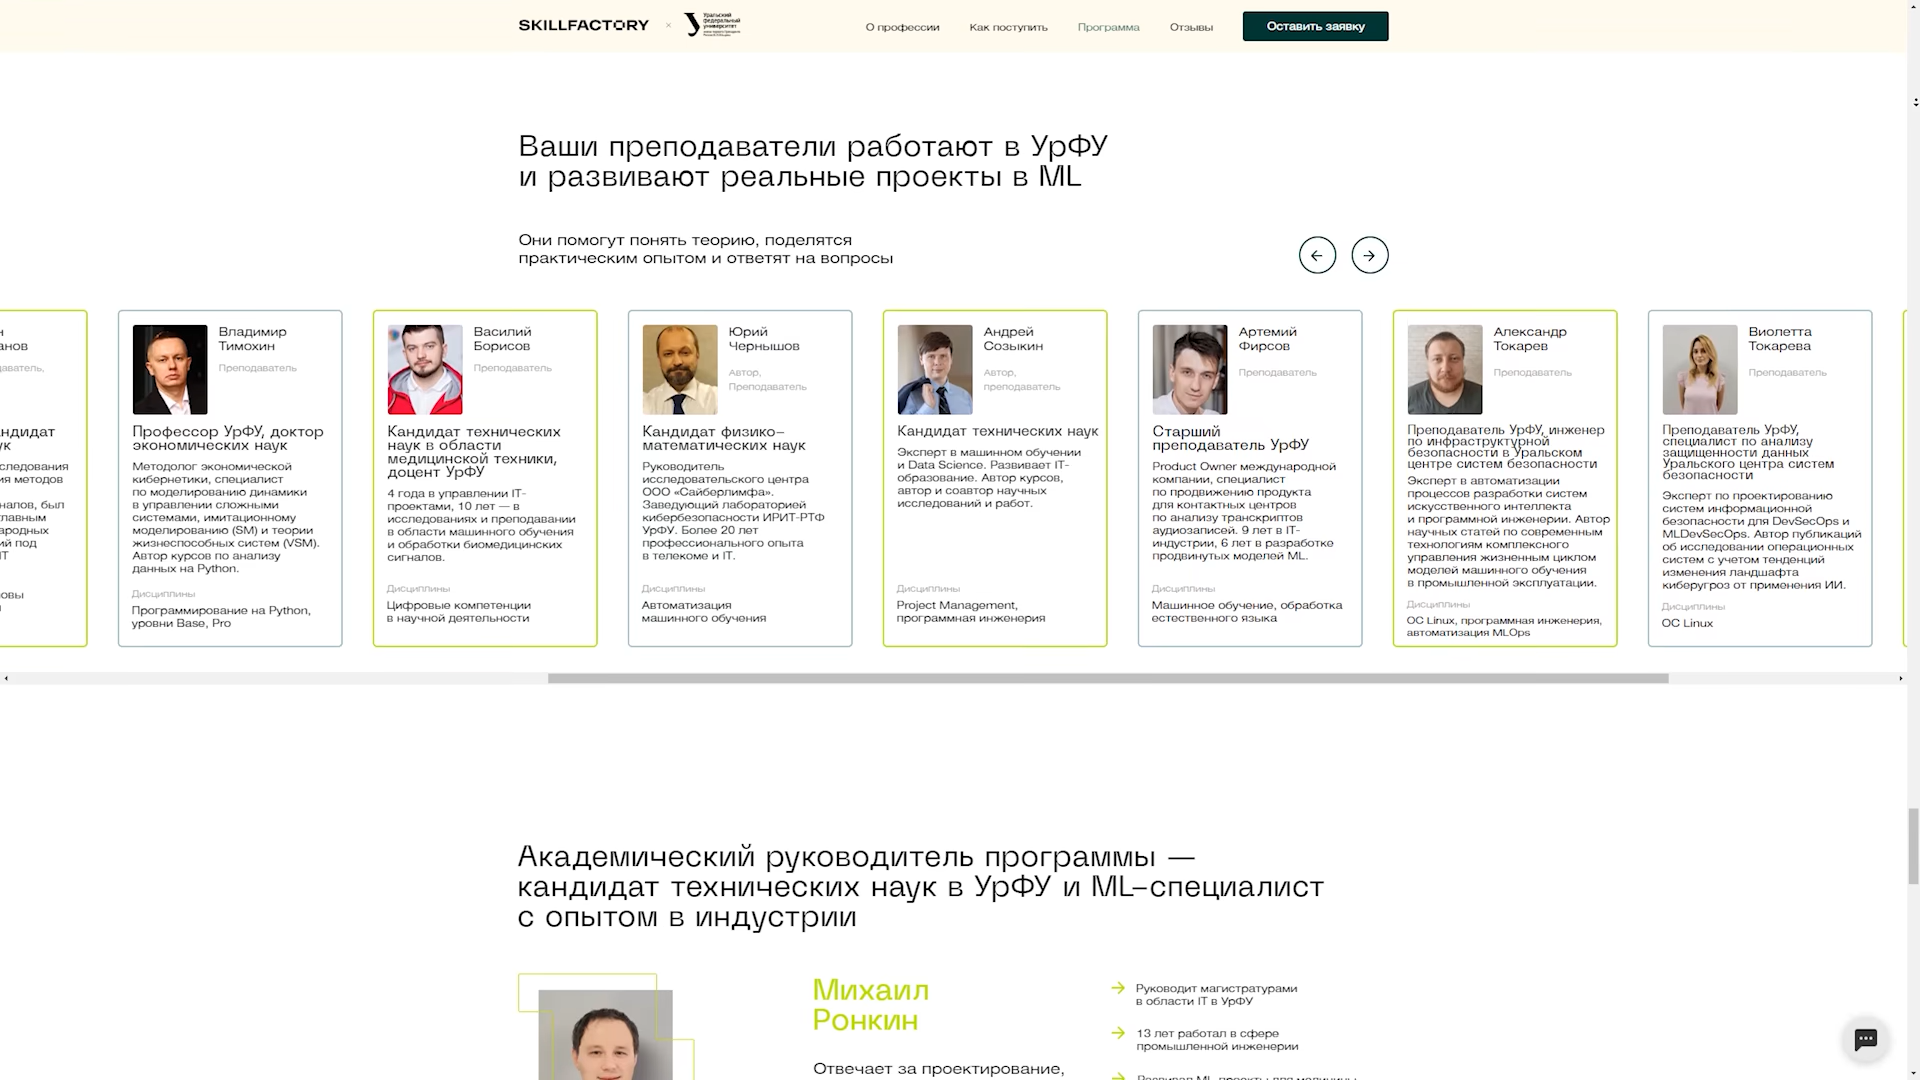 SKILLFACTORY
×
Уральский
федеральный
университет
О профессии
Как поступить
Программа
Отзывы
Оставить заявку
Ваши преподаватели работают в УрФУ
и развивают реальные проекты в ML
Они помогут понять теорию, поделятся
практическим опытом и ответят на вопросы
Владимир
Тимохин
Преподаватель
Профессор УрФУ, доктор
экономических наук
Методолог экономической
кибернетики, специалист
по моделированию динамики
в управлении сложными
системами, имитационному
моделированию (SM) и теории
жизнеспособных систем (VSM).
Автор курсов по анализу
данных на Python.
Дисциплины
Программирование на Python,
уровни Base, Pro
Василий
Борисов
Преподаватель
Кандидат технических
наук в области
медицинской техники,
доцент УрФУ
4 года в управлении IT-
проектами, 10 лет — в
исследованиях и преподавании
в области машинного обучения
и обработки биомедицинских
сигналов.
Дисциплины
Цифровые компетенции
в научной деятельности
Юрий
Чернышов
Автор,
Преподаватель
Кандидат физико-
математических наук
Руководитель
исследовательского центра
ООО «Сайберлимфа».
Заведующий лабораторией
кибербезопасности ИРИТ-РТФ
УрФУ. Более 20 лет
профессионального опыта
в телекоме и IT.
Дисциплины
Автоматизация
машинного обучения
Андрей
Созыкин
Автор,
преподаватель
Кандидат технических наук
Эксперт в машинном обучении
и Data Science. Развивает IT-
образование. Автор курсов,
автор и соавтор научных
исследований и работ.
Дисциплины
Project Management,
программная инженерия
Артемий
Фирсов
Преподаватель
Старший
преподаватель УрФУ
Product Owner международной
компании, специалист
по продвижению продукта
для контактных центров
по анализу транскриптов
аудиозаписей. 9 лет в IT-
индустрии, 6 лет в разработке
продвинутых моделей ML.
Дисциплины
Машинное обучение, обработка
естественного языка
Александр
Токарев
Преподаватель
Преподаватель УрФУ, инженер
по инфраструктурной
безопасности в Уральском
центре систем безопасности
Эксперт в автоматизации
процессов разработки систем
искусственного интеллекта
и программной инженерии. Автор
научных статей по современным
технологиям комплексного
управления жизненным циклом
моделей машинного обучения
в промышленной эксплуатации.
Дисциплины
ОС Linux, программная инженерия,
автоматизация MLOps
Виолетта
Токарева
Преподаватель
Преподаватель УрФУ,
специалист по анализу
защищенности данных
Уральского центра систем
безопасности
Эксперт по проектированию
систем информационной
безопасности для DevSecOps и
MLDevSecOps. Автор публикаций
об исследовании операционных
систем с учетом тенденций
изменения ландшафта
киберугроз от применения ИИ.
Дисциплины
ОС Linux
Академический руководитель программы —
кандидат технических наук в УрФУ и ML-специалист
с опытом в индустрии
Михаил
Ронкин
Отвечает за проектирование,
Руководит магистратурами
в области IT в УрФУ
13 лет работал в сфере
промышленной инженерии